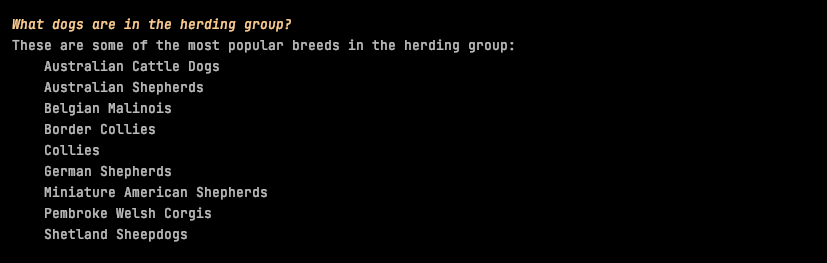 What dogs are in the herding group?
These are some of the most popular breeds in the herding group:
Australian Cattle Dogs
Australian Shepherds
Belgian Malinois
Border Collies
Collies
German Shepherds
Miniature American Shepherds
Pembroke Welsh Corgis
Shetland Sheepdogs